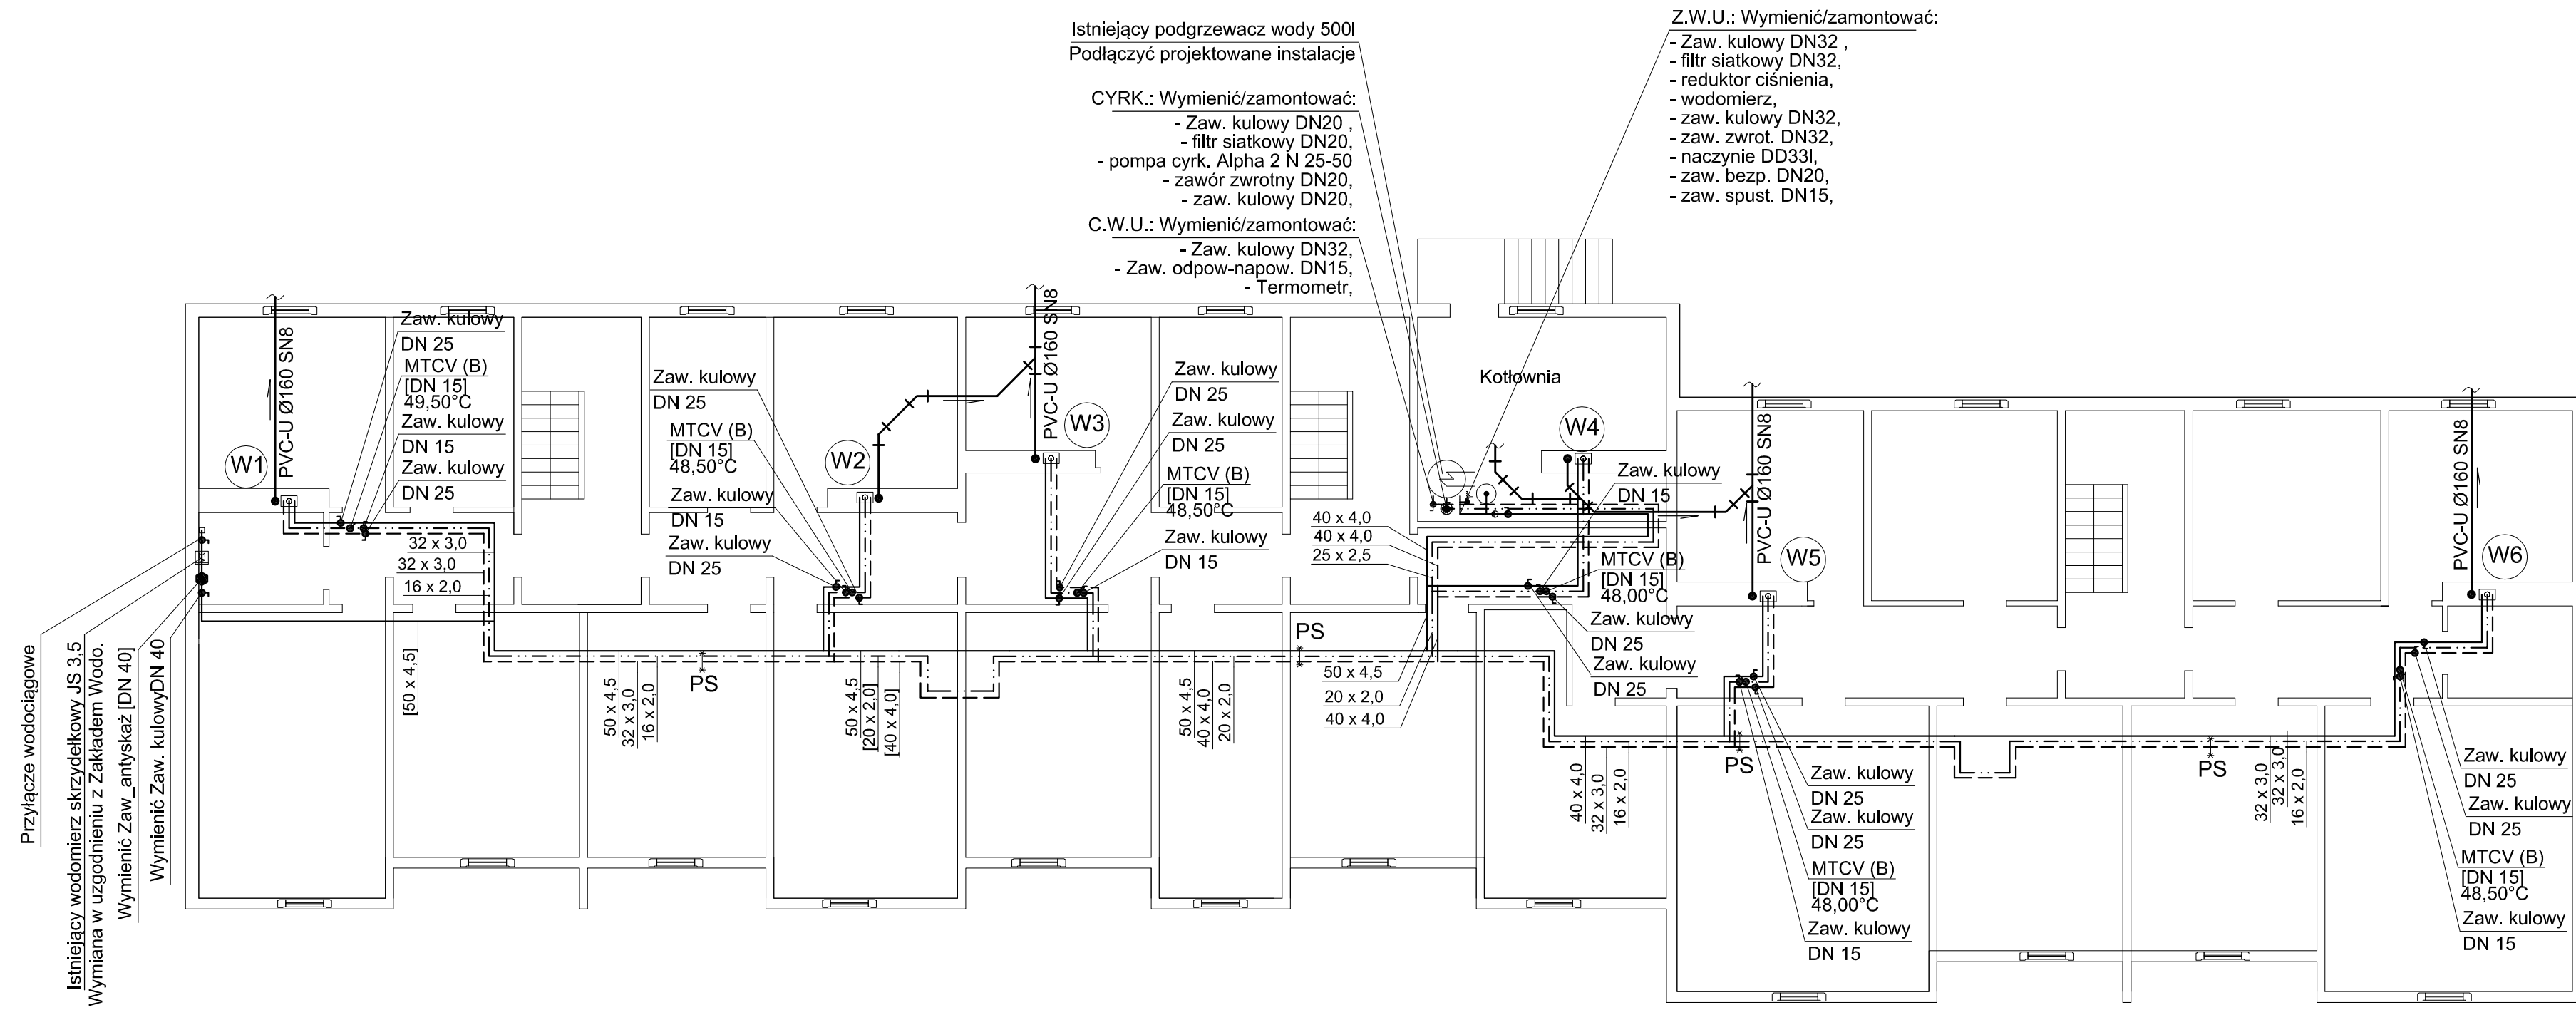 Istniejący podgrzewacz wody 500l
Podłączyć projektowane instalacje
CYRK.: Wymienić/zamontować:
- Zaw. kulowy DN20 ,
- filtr siatkowy DN20,
- pompa cyrk. Alpha 2 N 25-50
- zawór zwrotny DN20,
- zaw. kulowy DN20,
C.W.U.: Wymienić/zamontować:
- Zaw. kulowy DN32,
- Zaw. odpow-napow. DN15,
- Termometr,
Z.W.U.: Wymienić/zamontować:
- Zaw. kulowy DN32 ,
- filtr siatkowy DN32,
- reduktor ciśnienia,
- wodomierz,
- zaw. kulowy DN32,
- zaw. zwrot. DN32,
- naczynie DD33l,
- zaw. bezp. DN20,
- zaw. spust. DN15,
PVC-U Ø160 SN8
W1
Zaw. kulowy
DN 25
MTCV (B)
[DN 15]
49,50°C
Zaw. kulowy
DN 15
Zaw. kulowy
DN 25
32 x 3,0
32 x 3,0
16 x 2,0
Przyłącze wodociągowe
Istniejący wodomierz skrzydełkowy JS 3,5
Wymiana w uzgodnieniu z Zakładem Wodo.
Wymienić Zaw_antyskaż [DN 40]
Wymienić Zaw. kulowyDN 40
[50 x 4,5]
Zaw. kulowy
DN 25
MTCV (B)
[DN 15]
48,50°C
Zaw. kulowy
DN 15
Zaw. kulowy
DN 25
W2
50 x 4,5
32 x 3,0
16 x 2,0
PS
50 x 4,5
[20 x 2,0]
[40 x 4,0]
PVC-U Ø160 SN8
W3
Zaw. kulowy
DN 25
Zaw. kulowy
DN 25
MTCV (B)
[DN 15]
48,50°C
Zaw. kulowy
DN 15
50 x 4,5
40 x 4,0
20 x 2,0
PS
40 x 4,0
40 x 4,0
25 x 2,5
50 x 4,5
20 x 2,0
40 x 4,0
Kotłownia
W4
Zaw. kulowy
DN 15
MTCV (B)
[DN 15]
48,00°C
Zaw. kulowy
DN 25
Zaw. kulowy
DN 25
40 x 4,0
32 x 3,0
16 x 2,0
PVC-U Ø160 SN8
W5
PS
Zaw. kulowy
DN 25
Zaw. kulowy
DN 25
MTCV (B)
[DN 15]
48,00°C
Zaw. kulowy
DN 15
PS
32 x 3,0
32 x 3,0
16 x 2,0
PVC-U Ø160 SN8
W6
Zaw. kulowy
DN 25
Zaw. kulowy
DN 25
MTCV (B)
[DN 15]
48,50°C
Zaw. kulowy
DN 15